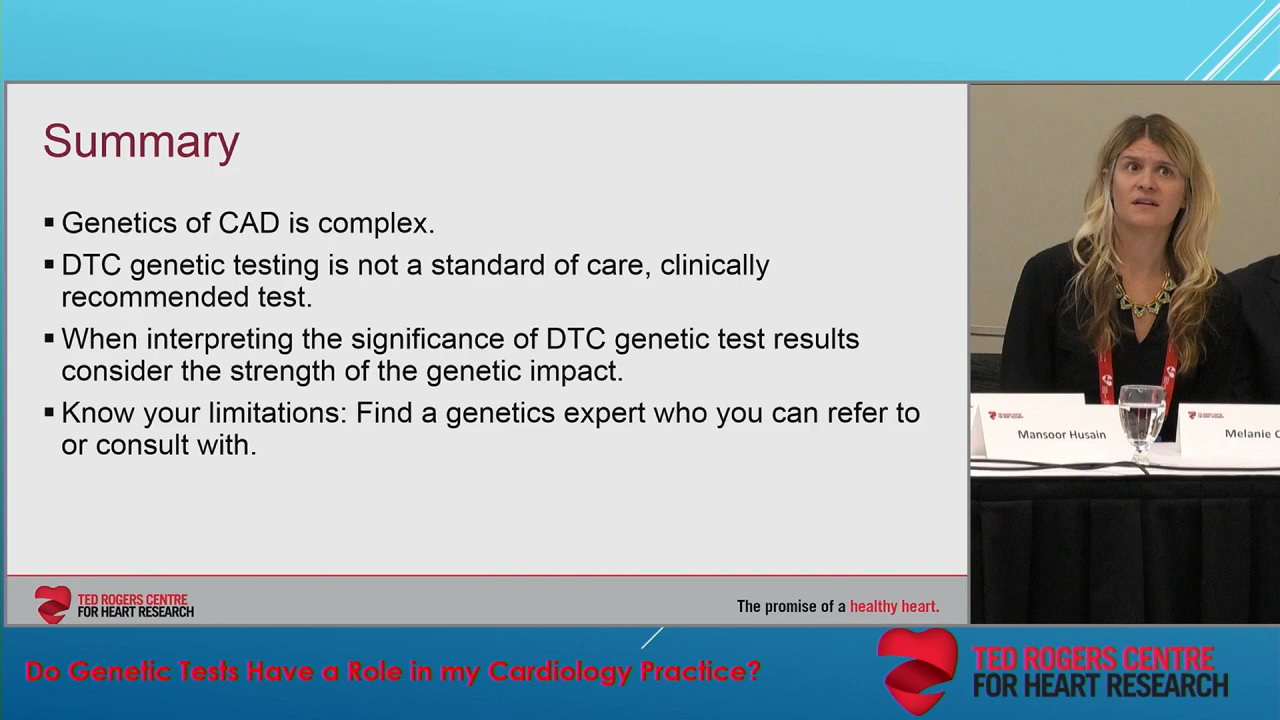 Summary
▪ Genetics of CAD is complex.
▪ DTC genetic testing is not a standard of care, clinically
recommended test.
▪ When interpreting the significance of DTC genetic test results
consider the strength of the genetic impact.
▪ Know your limitations: Find a genetics expert who you can refer to
or consult with.
TED ROGERS CENTRE
FOR HEART RESEARCH
The promise of a healthy heart.
Mansoor Husain
Melanie C
Do Genetic Tests Have a Role in my Cardiology Practice?
TED ROGERS CENTRE
FOR HEART RESEARCH